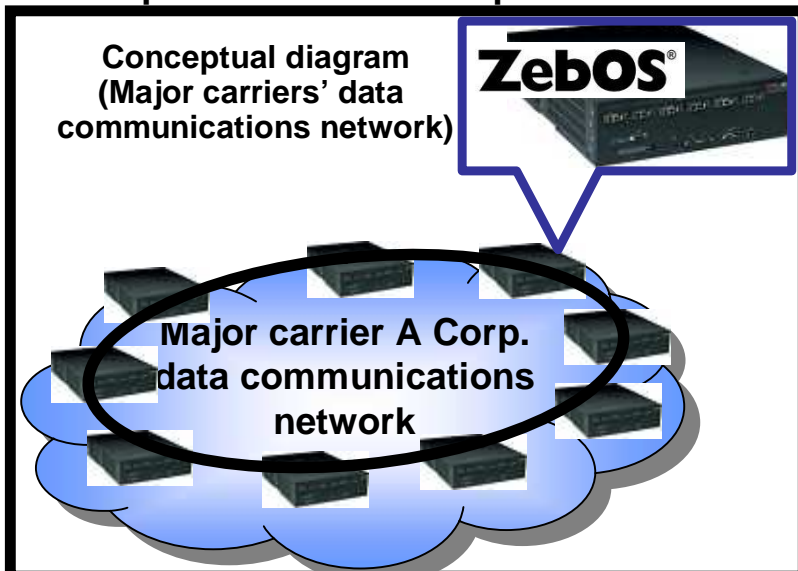 Conceptual diagram
(Major carriers’ data
communications network)
ZebOS®
Major carrier A Corp.
data communications
network